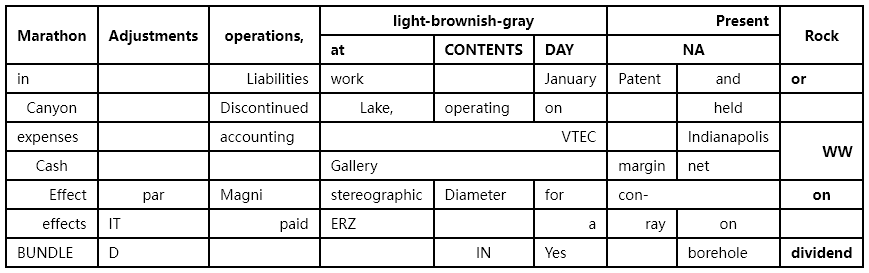 Marathon Adjustments operations, light-brownish-gray Present Rock
at CONTENTS DAY NA
in Liabilities work January Patent and or
Canyon Discontinued Lake, operating on held
expenses accounting VTEC Indianapolis WW
Cash Gallery margin net
Effect par Magni stereographic Diameter for con- on
effects IT paid ERZ a ray on
BUNDLE D IN Yes borehole dividend